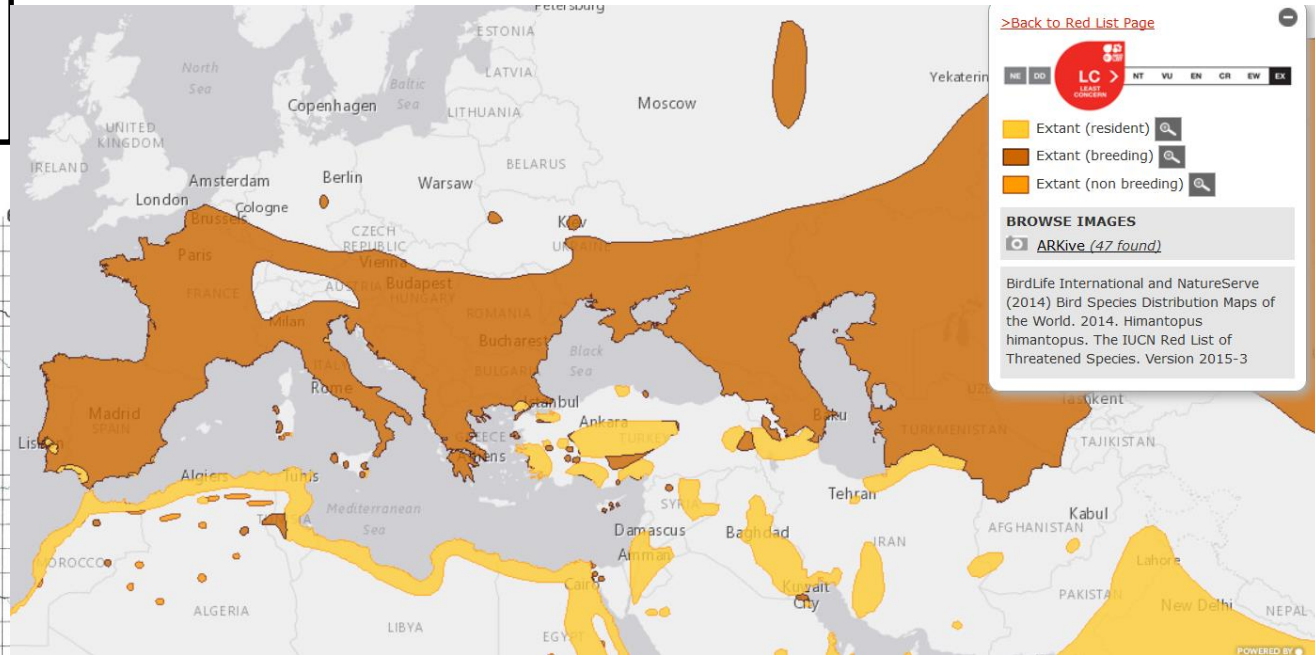 Petersburg
ESTONIA
North
Sea
Baltic
Sea
LATVIA
Copenhagen
LITHUANIA
Moscow
Yekaterin
UNITED
KINGDOM
IRELAND
BELARUS
Amsterdam
Berlin
Warsaw
London
Cologne
Brussels
CZECH
REPUBLIC
Kiev
UKRAINE
Paris
Vienna
FRANCE
AUSTRIA
Budapest
HUNGARY
ROMANIA
Milan
Bucharest
Black
Sea
ITALY
BULGARIA
Rome
Istanbul
Madrid
SPAIN
Ankara
TURKEY
Baku
TURKMENISTAN
Tashkent
TAJIKISTAN
Lisbon
GREECE
Athens
Algiers
Tunis
Tehran
Mediterranean
Sea
SYRIA
Kabul
AFGHANISTAN
Damascus
Baghdad
IRAN
Amman
Lahore
MOROCCO
Cairo
Kuwait
City
PAKISTAN
New Delhi
NEPAL
ALGERIA
LIBYA
EGYPT
>Back to Red List Page
NE DD LC > NT VU EN CR EW EX
LEAST
CONCERN
Extant (resident)
Extant (breeding)
Extant (non breeding)
BROWSE IMAGES
ARKive (47 found)
BirdLife International and NatureServe
(2014) Bird Species Distribution Maps of
the World. 2014. Himantopus
himantopus. The IUCN Red List of
Threatened Species. Version 2015-3
POWERED BY